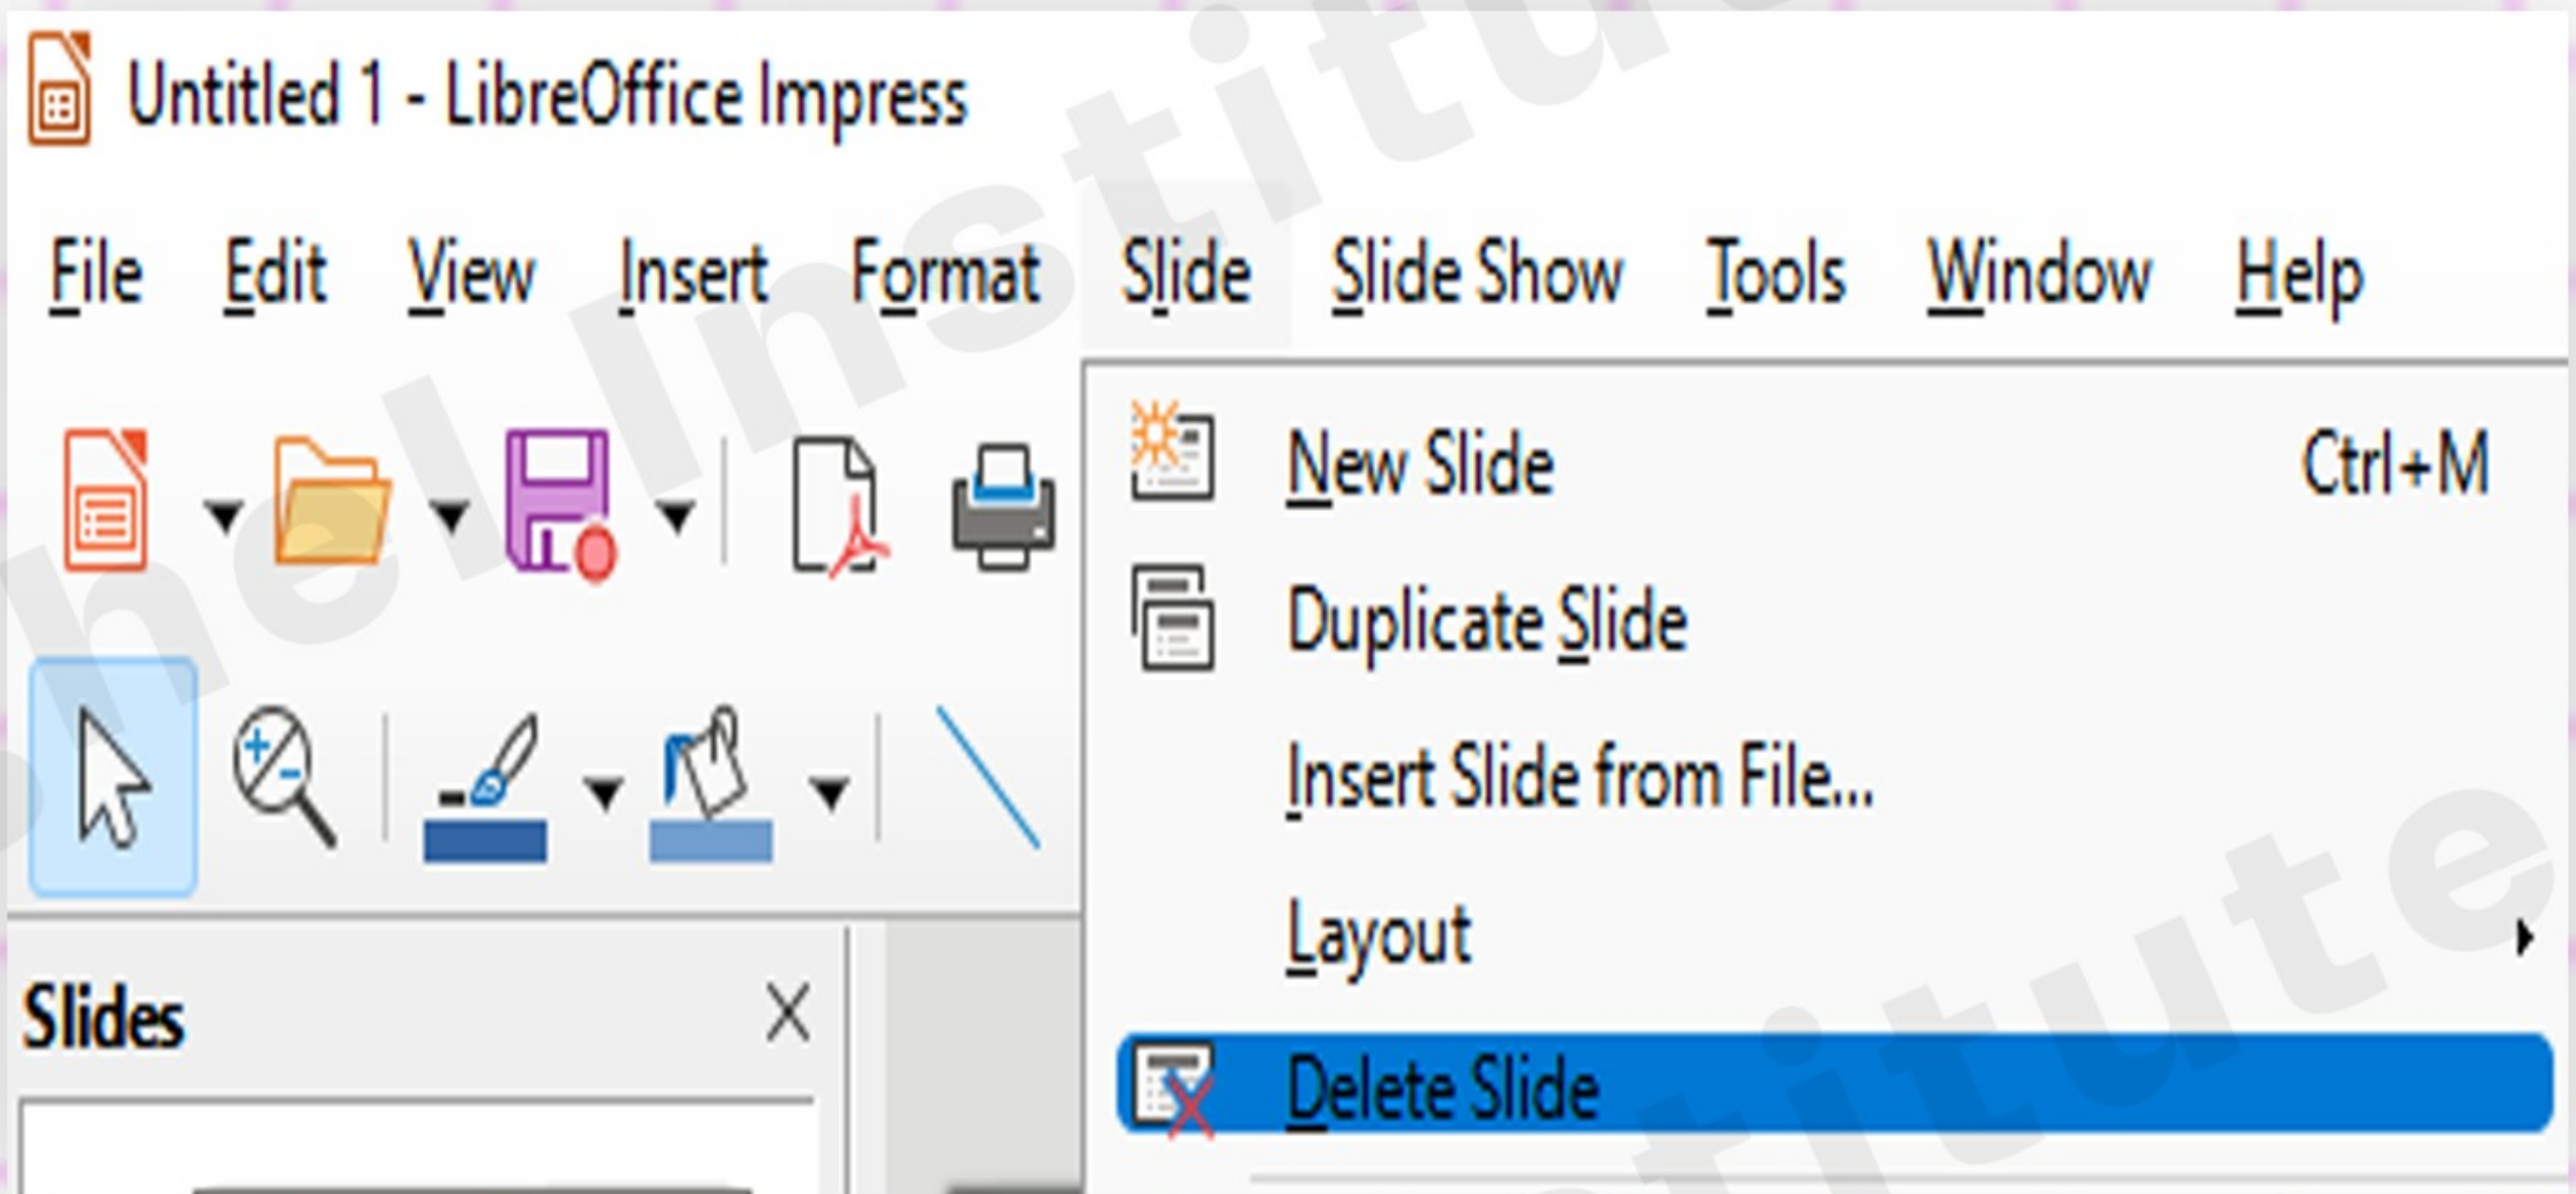 Untitled 1 - LibreOffice Impress
File Edit View Insert Format Slide Slide Show Tools Window Help
New Slide Ctrl+M
Duplicate Slide
Insert Slide from File...
Layout
Delete Slide
Slides
Institute